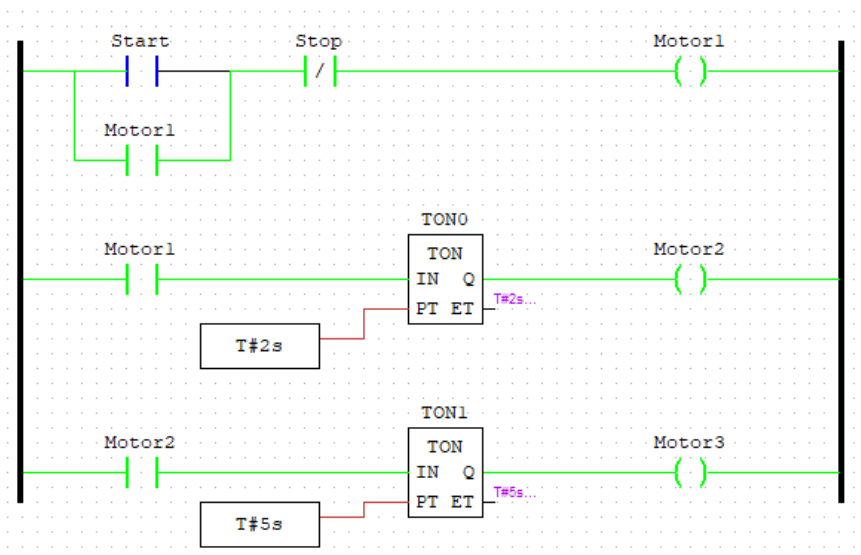 Start Stop Motor1
/
Motor1
TON0
Motor1 TON Motor2
IN Q
T#2s...
PT ET
T#2s
TON1
Motor2 TON Motor3
IN Q
T#5s...
PT ET
T#5s